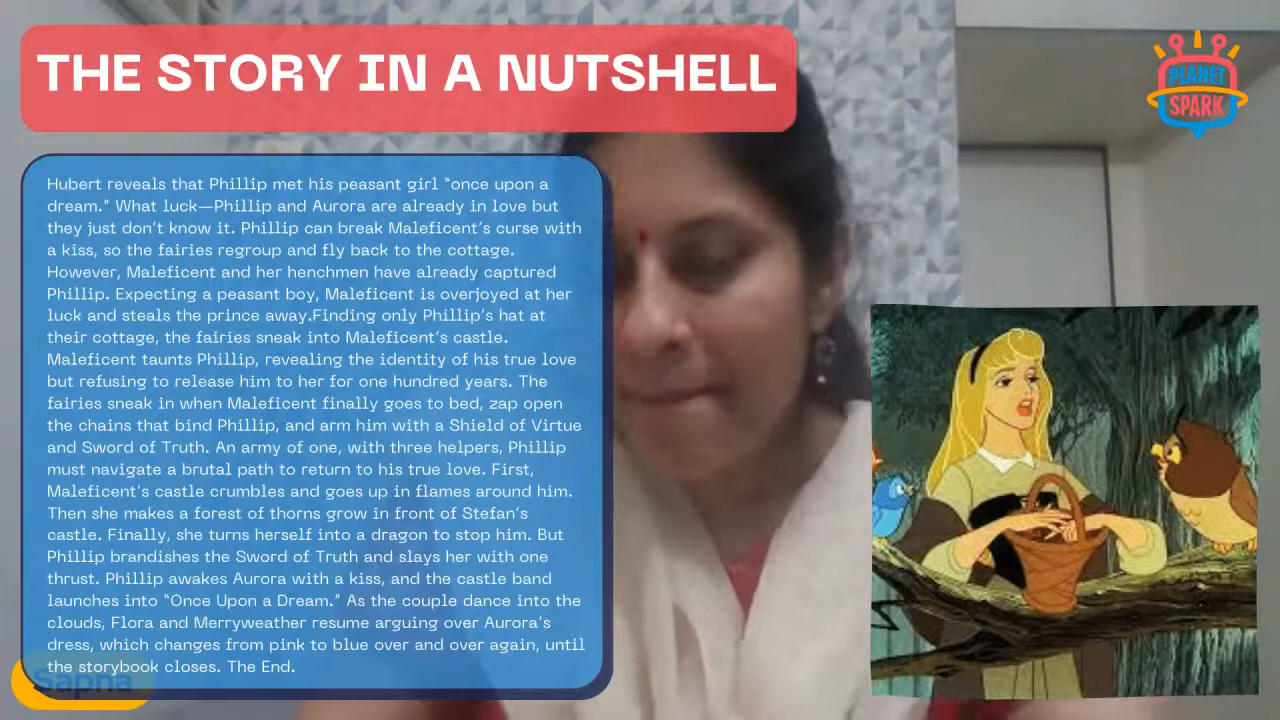 THE STORY IN A NUTSHELL
PLANET
SPARK
Hubert reveals that Phillip met his peasant girl “once upon a
dream.” What luck—Phillip and Aurora are already in love but
they just don’t know it. Phillip can break Maleficent’s curse with
a kiss, so the fairies regroup and fly back to the cottage.
However, Maleficent and her henchmen have already captured
Phillip. Expecting a peasant boy, Maleficent is overjoyed at her
luck and steals the prince away.Finding only Phillip’s hat at
their cottage, the fairies sneak into Maleficent’s castle.
Maleficent taunts Phillip, revealing the identity of his true love
but refusing to release him to her for one hundred years. The
fairies sneak in when Maleficent finally goes to bed, zap open
the chains that bind Phillip, and arm him with a Shield of Virtue
and Sword of Truth. An army of one, with three helpers, Phillip
must navigate a brutal path to return to his true love. First,
Maleficent’s castle crumbles and goes up in flames around him.
Then she makes a forest of thorns grow in front of Stefan’s
castle. Finally, she turns herself into a dragon to stop him. But
Phillip brandishes the Sword of Truth and slays her with one
thrust. Phillip awakes Aurora with a kiss, and the castle band
launches into “Once Upon a Dream.” As the couple dance into the
clouds, Flora and Merryweather resume arguing over Aurora’s
dress, which changes from pink to blue over and over again, until
the storybook closes. The End.
Sapna